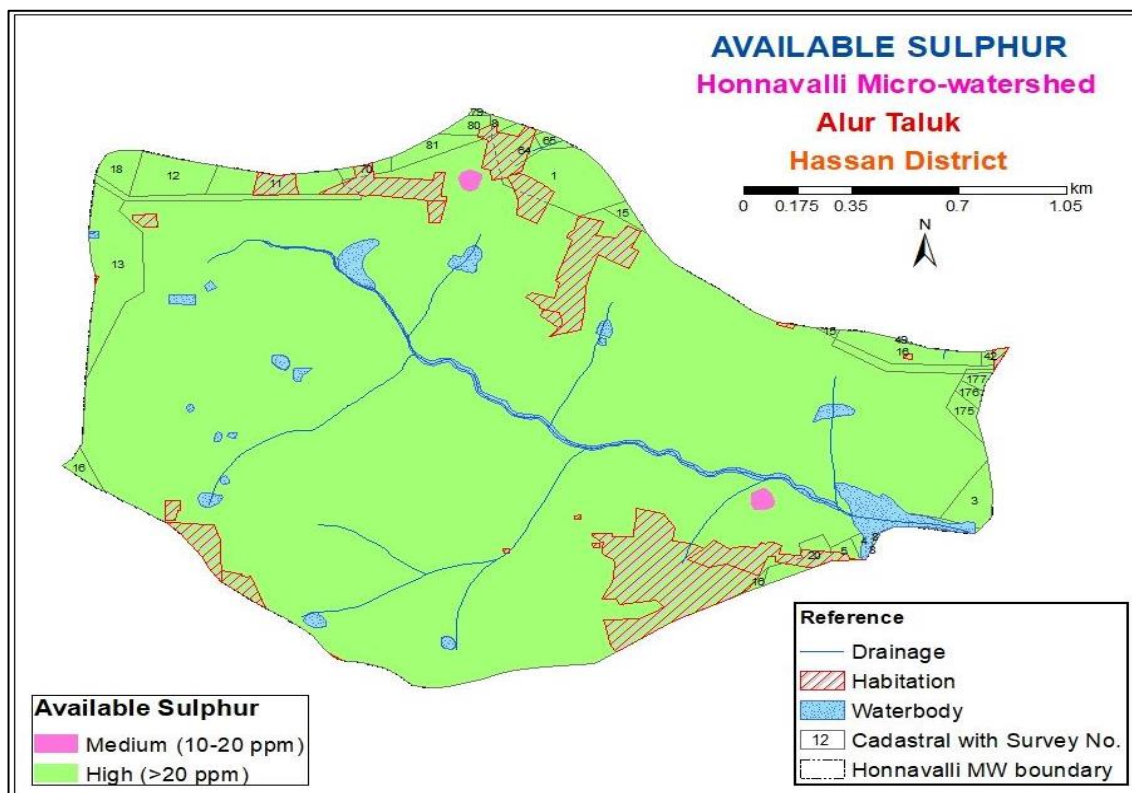 AVAILABLE SULPHUR
Honnavalli Micro-watershed
Alur Taluk
Hassan District
km
0 0.175 0.35 0.7 1.05
N
79
80 8
81
64 65
18 12 11 70
1
15
13
15
49
16
42
177
176
175
16
3
4 8
29 5 8
16
Available Sulphur
Medium (10-20 ppm)
High (>20 ppm)
Reference
Drainage
Habitation
Waterbody
12 Cadastral with Survey No.
Honnavalli MW boundary